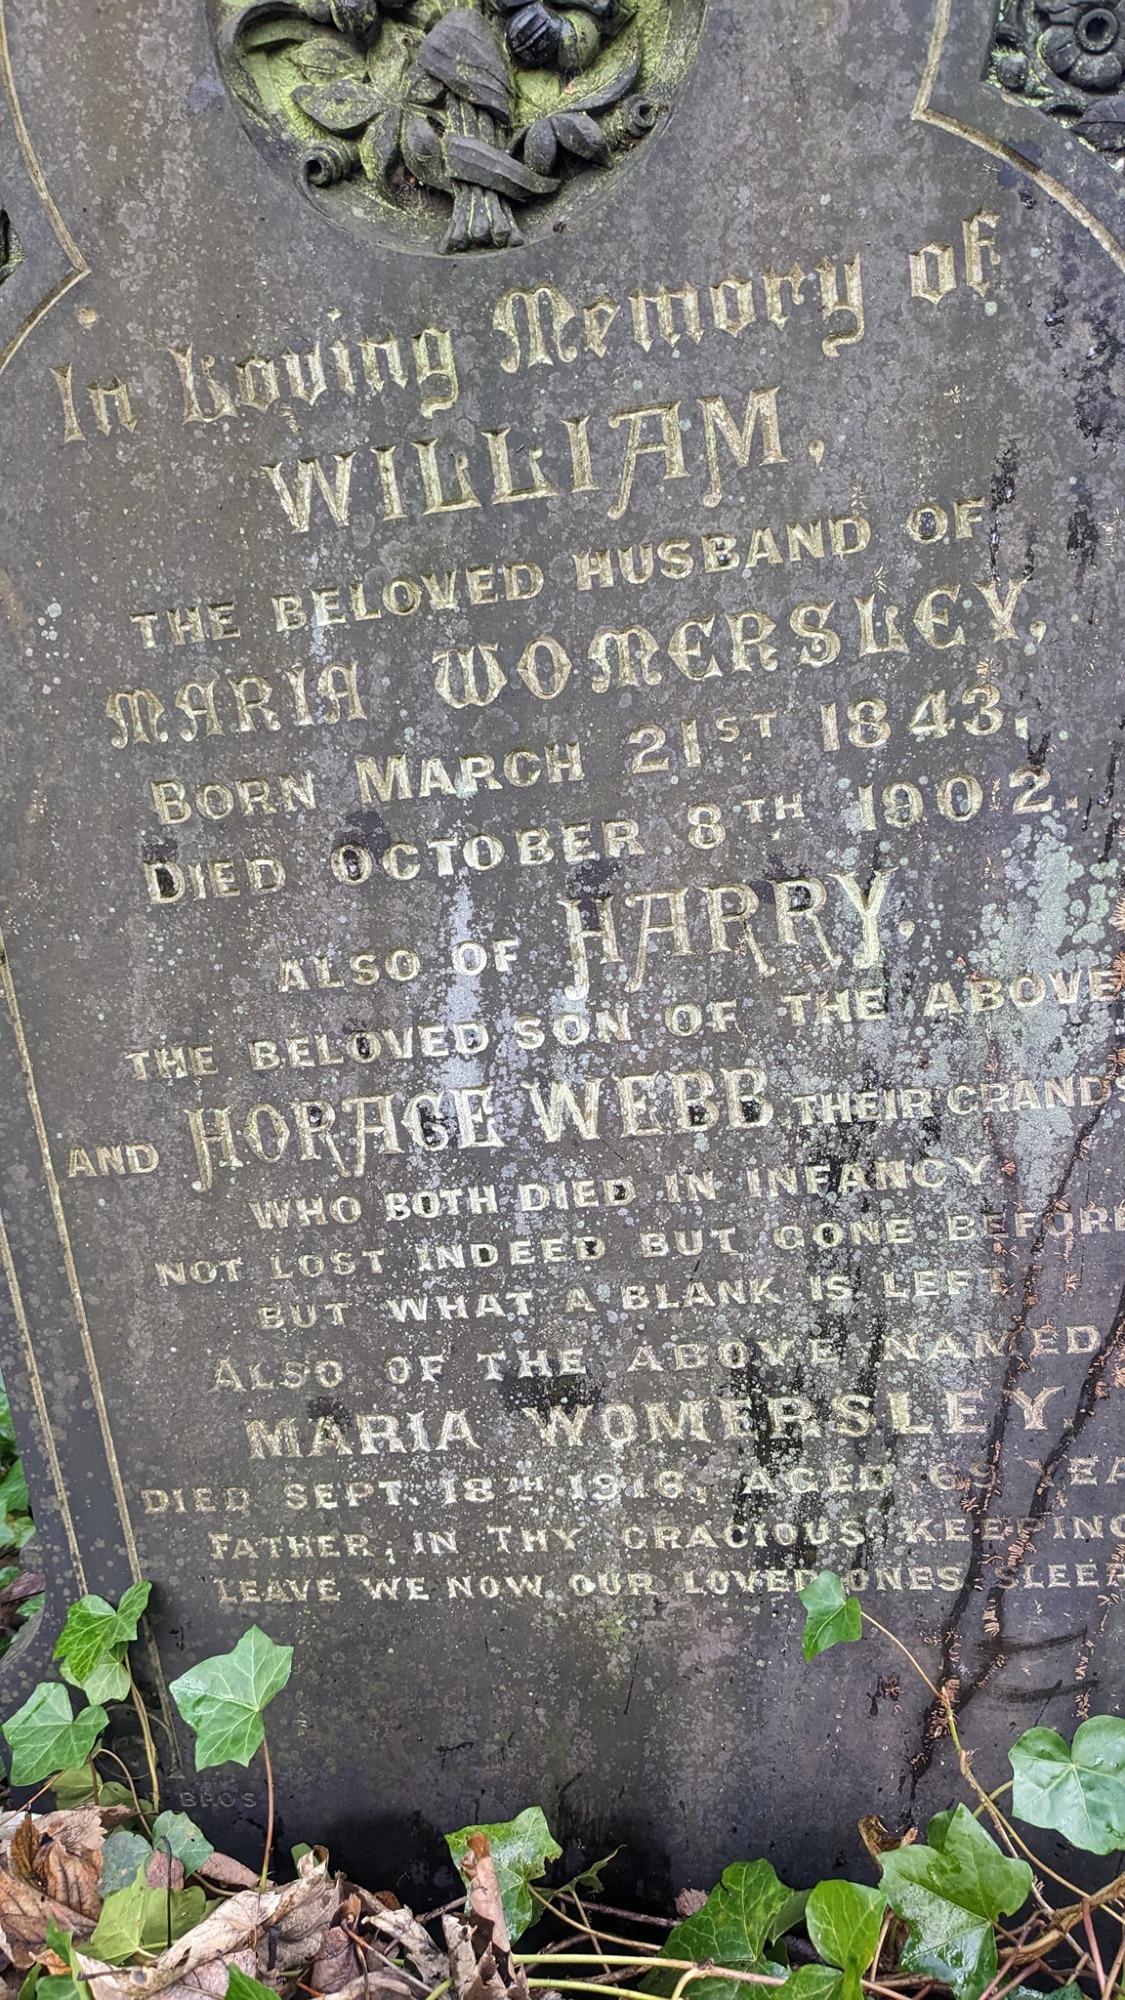 In Loving Memory of
WILLIAM,
THE BELOVED HUSBAND OF
MARIA WOMERSLEY,
BORN MARCH 21ST 1843,
DIED OCTOBER 8TH 1902.
ALSO OF HARRY,
THE BELOVED SON OF THE ABOVE
AND HORACE WEBB THEIR GRANDS
WHO BOTH DIED IN INFANCY.
NOT LOST INDEED BUT GONE BEFORE
BUT WHAT A BLANK IS LEFT
ALSO OF THE ABOVE NAMED
MARIA WOMERSLEY
DIED SEPT. 18TH 1916, AGED 69 YEA
FATHER, IN THY GRACIOUS KEEPING
LEAVE WE NOW OUR LOVED ONES SLEEP
BROS